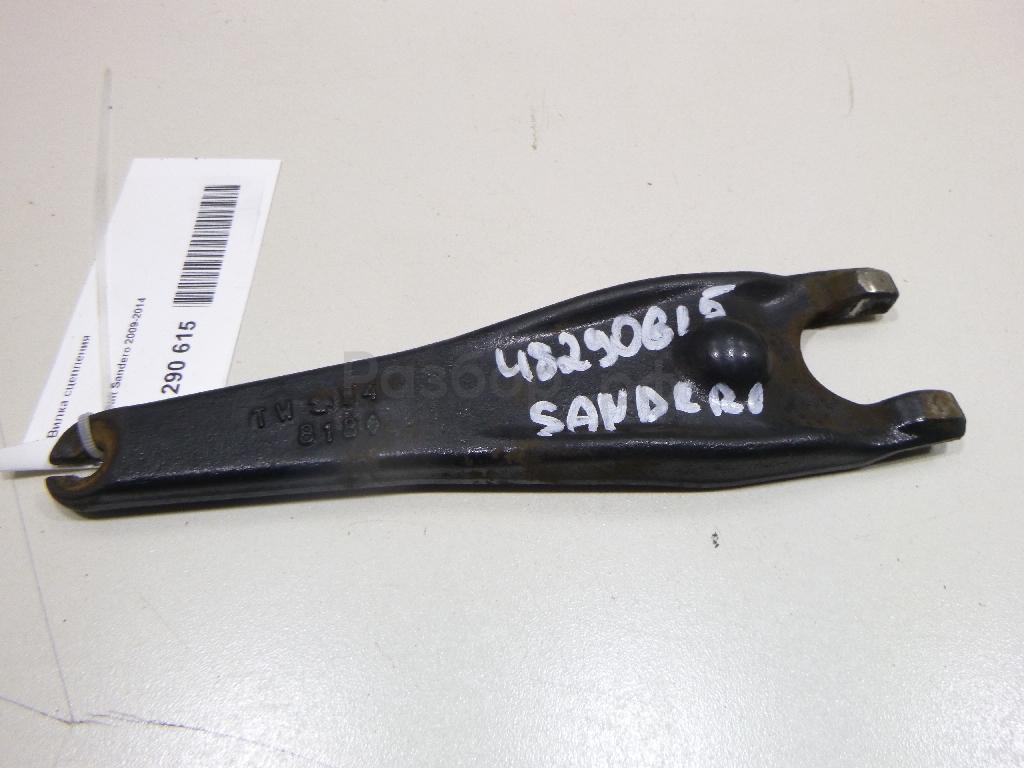 Вилка сцепления
Sandero 2009-2014
290 615
TW
8180
48290615
SANDERO